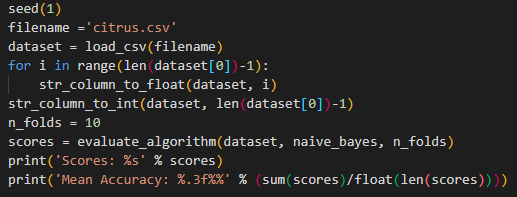 seed(1)
filename ='citrus.csv'
dataset = load_csv(filename)
for i in range(len(dataset[0])-1):
    str_column_to_float(dataset, i)
str_column_to_int(dataset, len(dataset[0])-1)
n_folds = 10
scores = evaluate_algorithm(dataset, naive_bayes, n_folds)
print('Scores: %s' % scores)
print('Mean Accuracy: %.3f%%' % (sum(scores)/float(len(scores))))